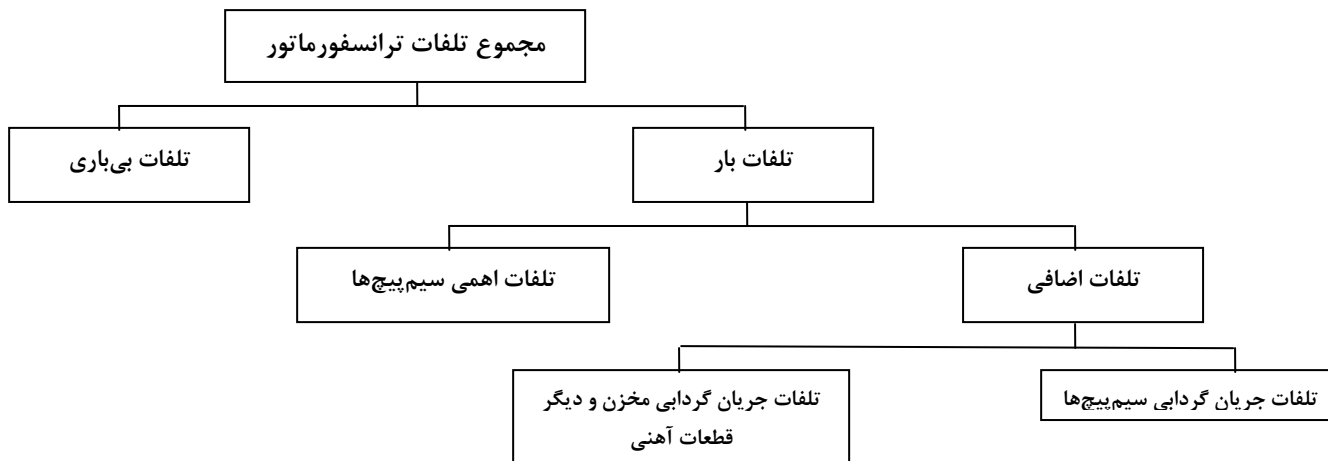 مجموع تلفات ترانسفورماتور
تلفات بار
تلفات بی‌باری
تلفات اضافی
تلفات اهمی سیم‌پیچ‌ها
تلفات جریان گردابی سیم‌پیچ‌ها
تلفات جریان گردابی مخزن و دیگر
قطعات آهنی